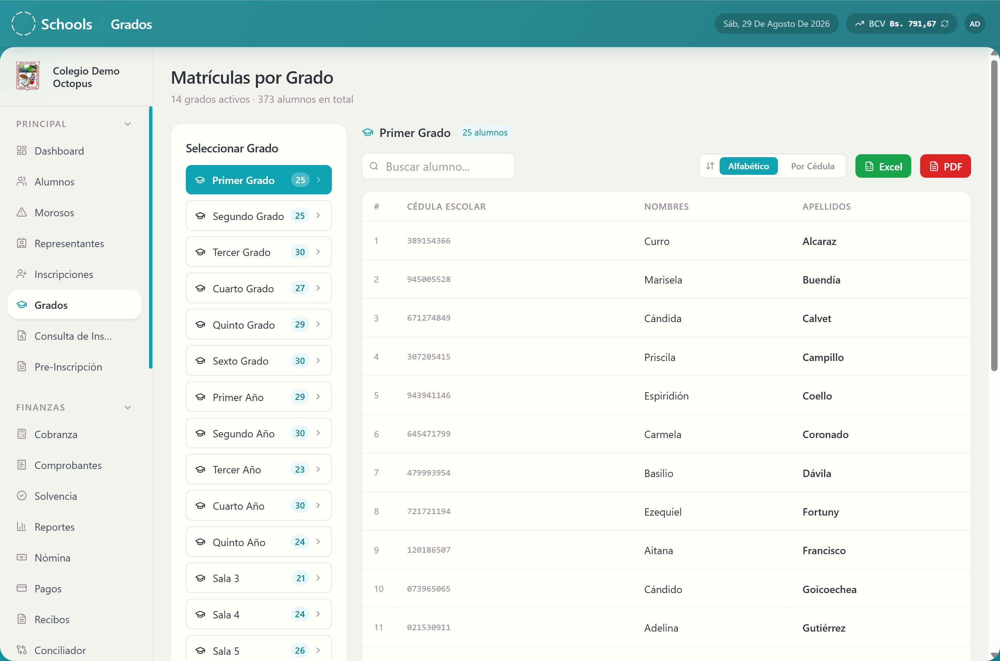 Schools
Grados
Sáb, 29 De Agosto De 2026
BCV Bs. 791,67
AD
Colegio Demo
Octopus
PRINCIPAL
Dashboard
Alumnos
Morosos
Representantes
Inscripciones
Grados
Consulta de Ins...
Pre-Inscripción
FINANZAS
Cobranza
Comprobantes
Solvencia
Reportes
Nómina
Pagos
Recibos
Conciliador
Matrículas por Grado
14 grados activos · 373 alumnos en total
Seleccionar Grado
Primer Grado 25
Segundo Grado 25
Tercer Grado 30
Cuarto Grado 27
Quinto Grado 29
Sexto Grado 30
Primer Año 29
Segundo Año 30
Tercer Año 23
Cuarto Año 30
Quinto Año 24
Sala 3 21
Sala 4 24
Sala 5 26
Primer Grado 25 alumnos
Buscar alumno...
Alfabético
Por Cédula
Excel
PDF
# CÉDULA ESCOLAR NOMBRES APELLIDOS
1 389154366 Curro Alcaraz
2 945005528 Marisela Buendía
3 671274849 Cándida Calvet
4 307205415 Priscila Campillo
5 943941146 Espiridión Coello
6 645471799 Carmela Coronado
7 479993954 Basilio Dávila
8 721721194 Ezequiel Fortuny
9 120186507 Aitana Francisco
10 073965065 Cándido Goicoechea
11 021530911 Adelina Gutiérrez